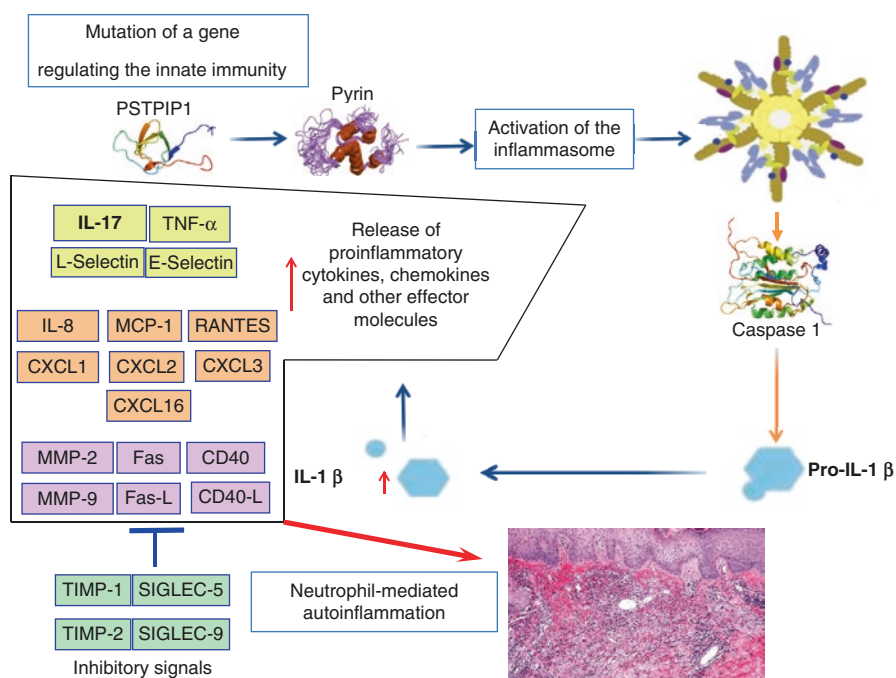 Mutation of a gene
regulating the innate immunity
PSTPIP1
Pyrin
Activation of the
inflammasome
IL-17
TNF-α
L-Selectin
E-Selectin
Release of
proinflammatory
cytokines, chemokines
and other effector
molecules
IL-8
MCP-1
RANTES
CXCL1
CXCL2
CXCL3
CXCL16
Caspase 1
MMP-2
Fas
CD40
MMP-9
Fas-L
CD40-L
IL-1 β
Pro-IL-1 β
TIMP-1
SIGLEC-5
TIMP-2
SIGLEC-9
Inhibitory signals
Neutrophil-mediated
autoinflammation